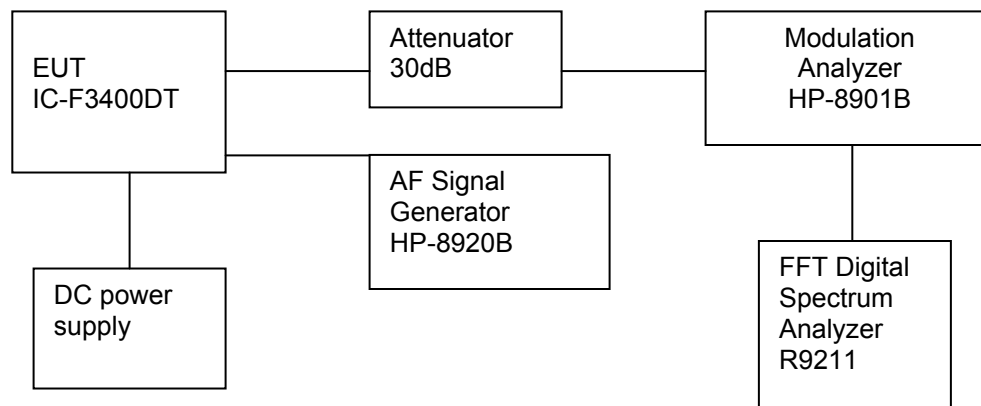 EUT
IC-F3400DT
Attenuator
30dB
Modulation
Analyzer
HP-8901B
AF Signal
Generator
HP-8920B
DC power
supply
FFT Digital
Spectrum
Analyzer
R9211